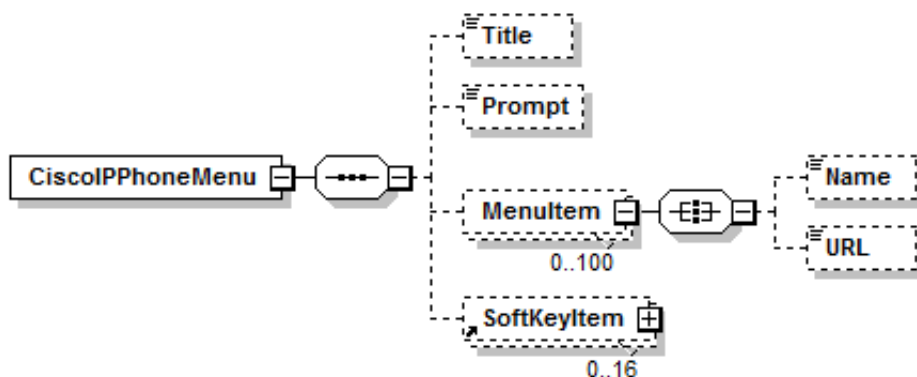 Title
Prompt
CiscoIPPhoneMenu
MenuItem
0..100
Name
URL
SoftKeyItem
0..16